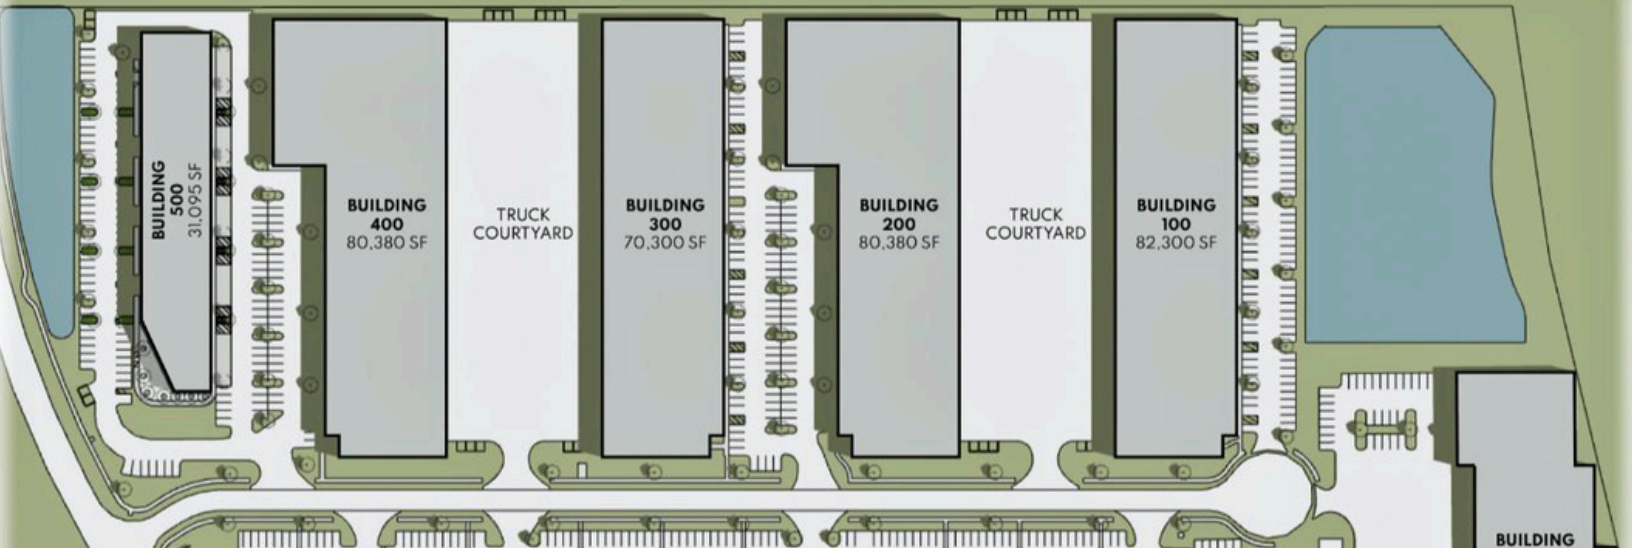 BUILDING
500
31,095 SF
BUILDING
400
80,380 SF
TRUCK
COURTYARD
BUILDING
300
70,300 SF
BUILDING
200
80,380 SF
TRUCK
COURTYARD
BUILDING
100
82,300 SF
BUILDING